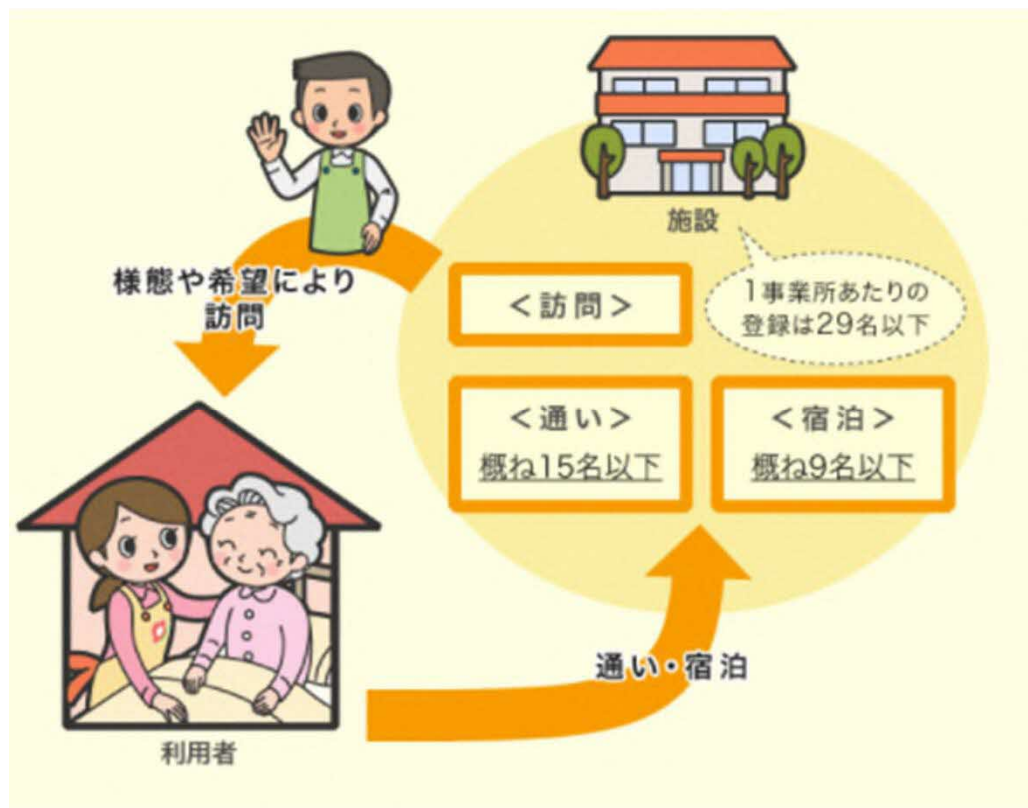 施設
様態や希望により
訪問
＜訪問＞
1事業所あたりの
登録は29名以下
＜通い＞
概ね15名以下
＜宿泊＞
概ね9名以下
通い・宿泊
利用者